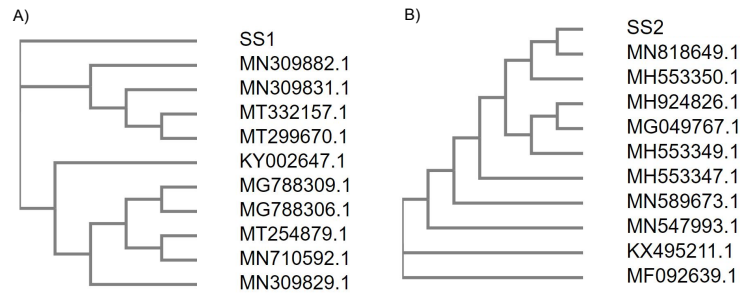 A)
SS1
MN309882.1
MN309831.1
MT332157.1
MT299670.1
KY002647.1
MG788309.1
MG788306.1
MT254879.1
MN710592.1
MN309829.1
B)
SS2
MN818649.1
MH553350.1
MH924826.1
MG049767.1
MH553349.1
MH553347.1
MN589673.1
MN547993.1
KX495211.1
MF092639.1